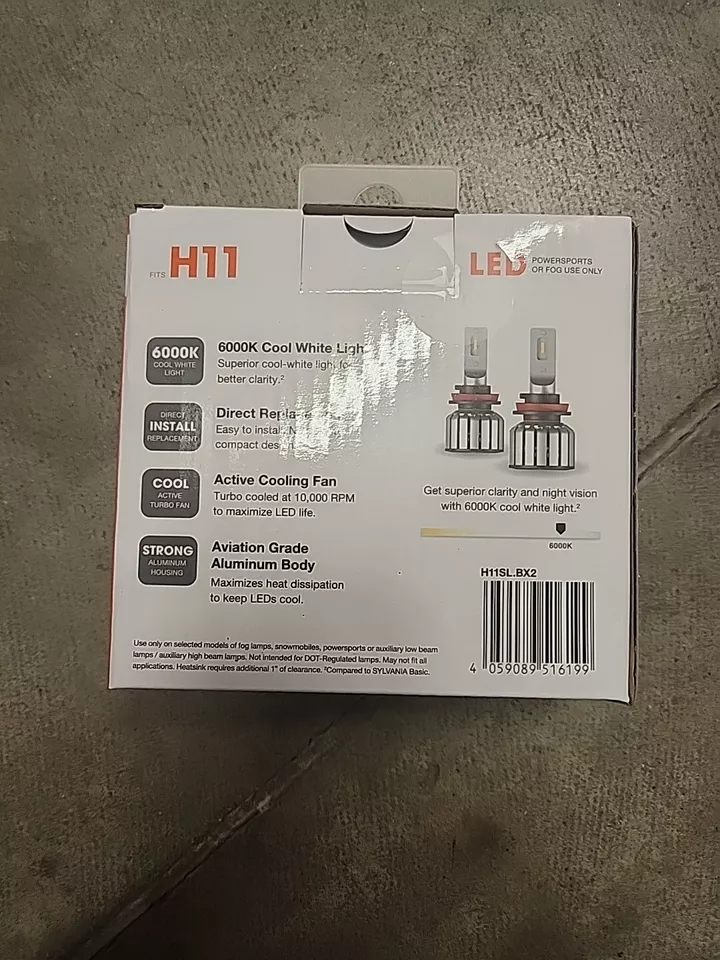 FITS H11
LED POWERSPORTS
OR FOG USE ONLY
6000K
COOL WHITE
LIGHT
6000K Cool White Light
Superior cool-white light for
better clarity.²
DIRECT
INSTALL
REPLACEMENT
Direct
Easy to install.
compact design
COOL
ACTIVE
TURBO FAN
Active Cooling Fan
Turbo cooled at 10,000 RPM
to maximize LED life.
STRONG
ALUMINUM
HOUSING
Aviation Grade
Aluminum Body
Maximizes heat dissipation
to keep LEDs cool.
Get superior clarity and night vision
with 6000K cool white light.²
6000K
H11SL.BX2
4 059089 516199
Use only on selected models of fog lamps, snowmobiles, powersports or auxiliary low beam
lamps / auxiliary high beam lamps. Not intended for DOT-Regulated lamps. May not fit all
applications. Heatsink requires additional 1" of clearance. ²Compared to SYLVANIA Basic.